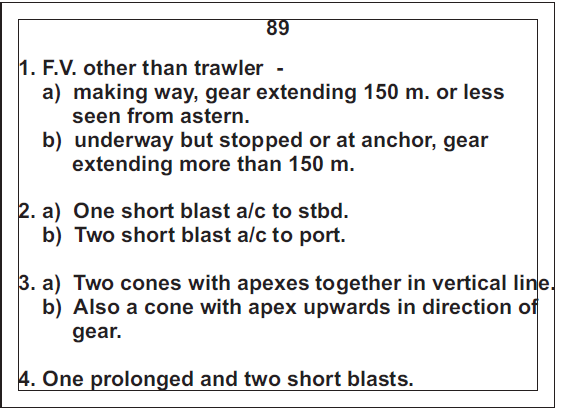 89
1. F.V. other than trawler -
a) making way, gear extending 150 m. or less
seen from astern.
b) underway but stopped or at anchor, gear
extending more than 150 m.
2. a) One short blast a/c to stbd.
b) Two short blast a/c to port.
3. a) Two cones with apexes together in vertical line.
b) Also a cone with apex upwards in direction of
gear.
4. One prolonged and two short blasts.